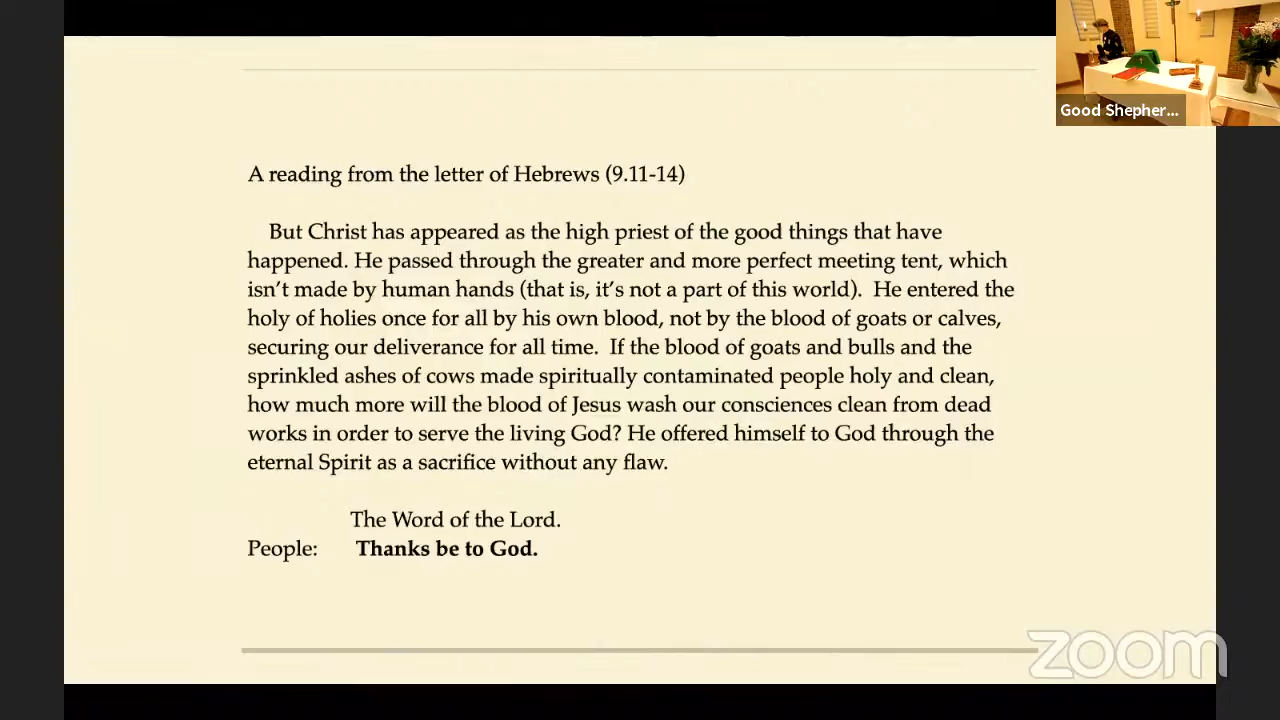 Good Shepher...
A reading from the letter of Hebrews (9.11-14)
But Christ has appeared as the high priest of the good things that have
happened. He passed through the greater and more perfect meeting tent, which
isn't made by human hands (that is, it's not a part of this world).  He entered the
holy of holies once for all by his own blood, not by the blood of goats or calves,
securing our deliverance for all time.  If the blood of goats and bulls and the
sprinkled ashes of cows made spiritually contaminated people holy and clean,
how much more will the blood of Jesus wash our consciences clean from dead
works in order to serve the living God? He offered himself to God through the
eternal Spirit as a sacrifice without any flaw.
The Word of the Lord.
People: Thanks be to God.
zoom